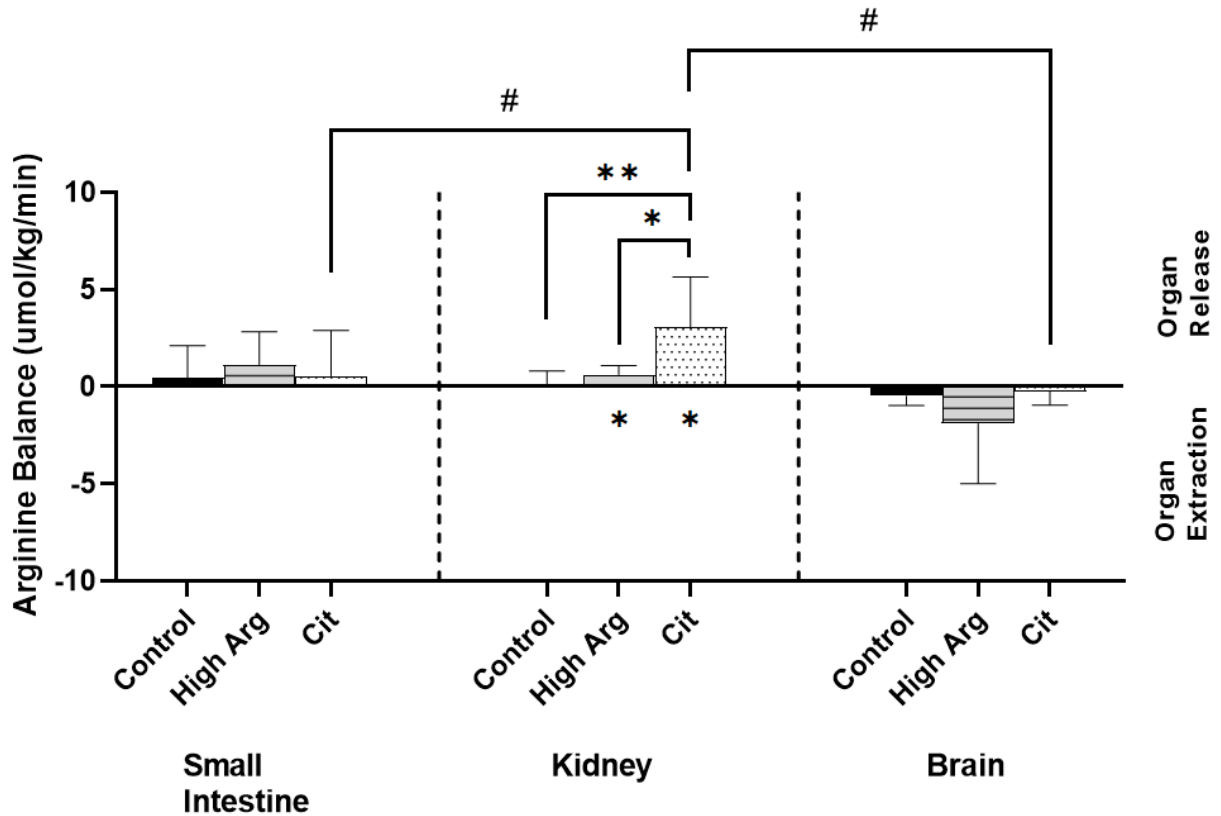 #
#
**
*
10
5
0
-5
-10
Arginine Balance (umol/kg/min)
Organ
Release
Organ
Extraction
* *
Control High Arg Cit Control High Arg Cit Control High Arg Cit
Small
Intestine
Kidney
Brain